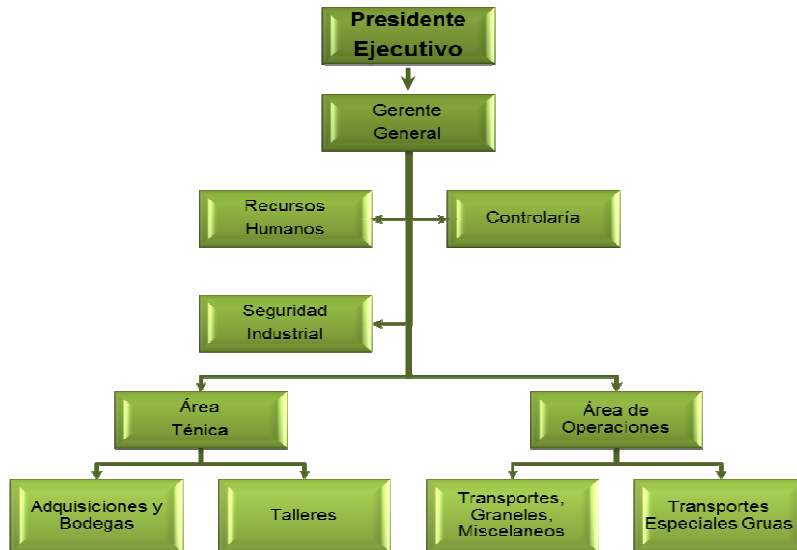 Presidente
Ejecutivo
Gerente
General
Recursos
Humanos
Controlaría
Seguridad
Industrial
Área
Ténica
Área de
Operaciones
Adquisiciones y
Bodegas
Talleres
Transportes,
Graneles,
Miscelaneos
Transportes
Especiales Gruas